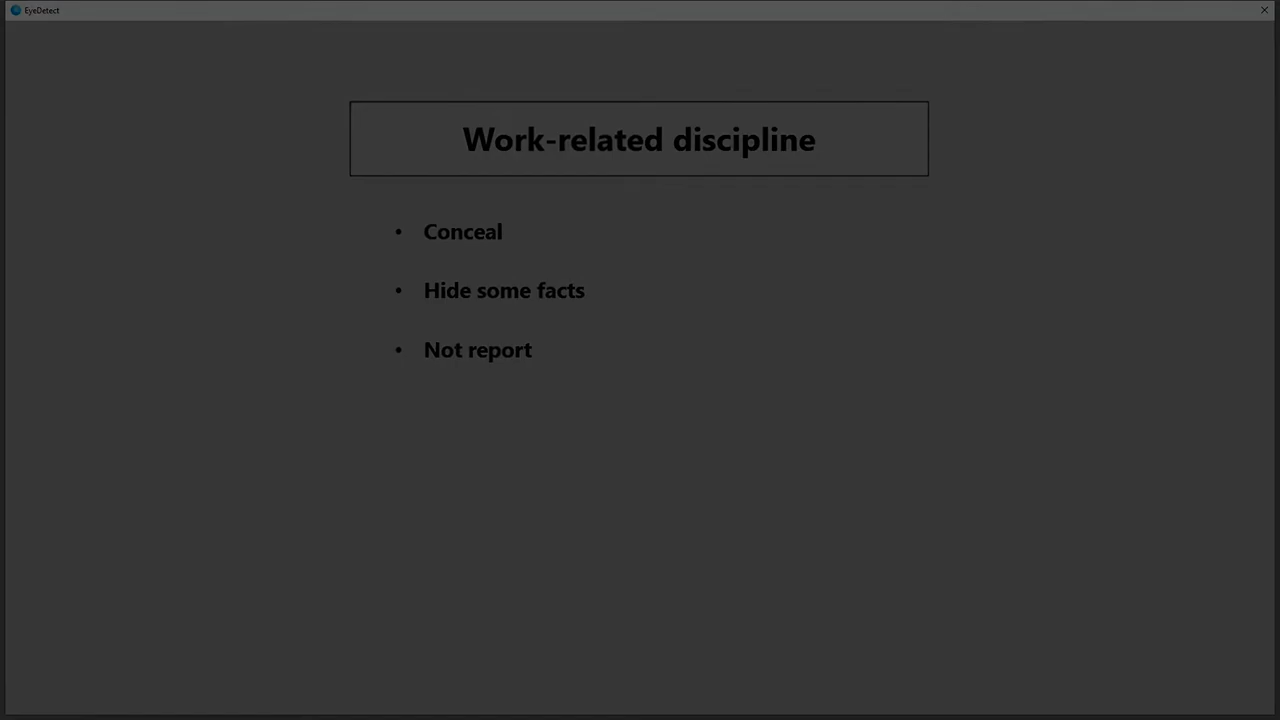 EyeDetect
Work-related discipline
• Conceal
• Hide some facts
• Not report